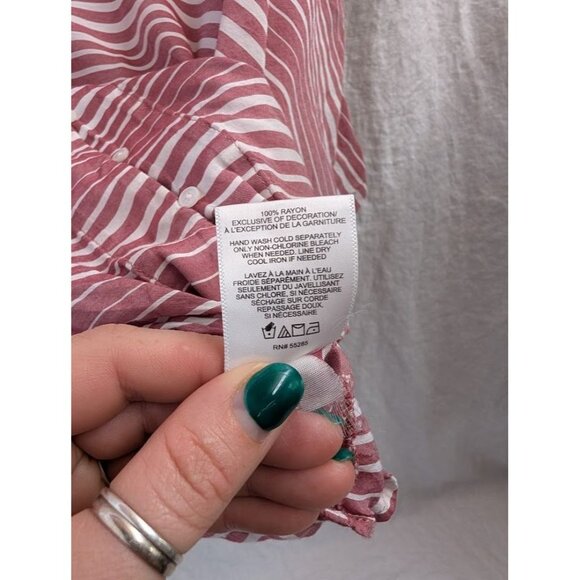 100% RAYON
EXCLUSIVE OF DECORATION/
À L'EXCEPTION DE LA GARNITURE
HAND WASH COLD SEPARATELY
ONLY NON-CHLORINE BLEACH
WHEN NEEDED. LINE DRY
COOL IRON IF NEEDED
LAVEZ À LA MAIN À L'EAU
FROIDE SÉPARÉMENT. UTILISEZ
SEULEMENT DU JAVELLISANT
SANS CHLORE, SI NÉCESSAIRE
SÉCHAGE SUR CORDE
REPASSAGE DOUX.
SI NÉCESSAIRE
RN# 55285